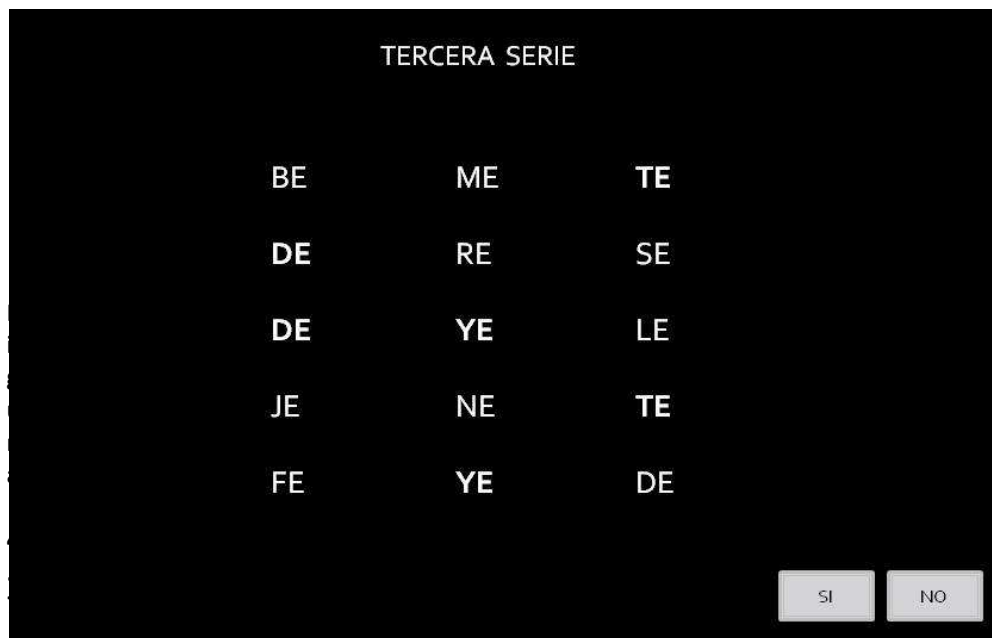 TERCERA SERIE
BE ME TE
DE RE SE
DE YE LE
JE NE TE
FE YE DE
SI NO